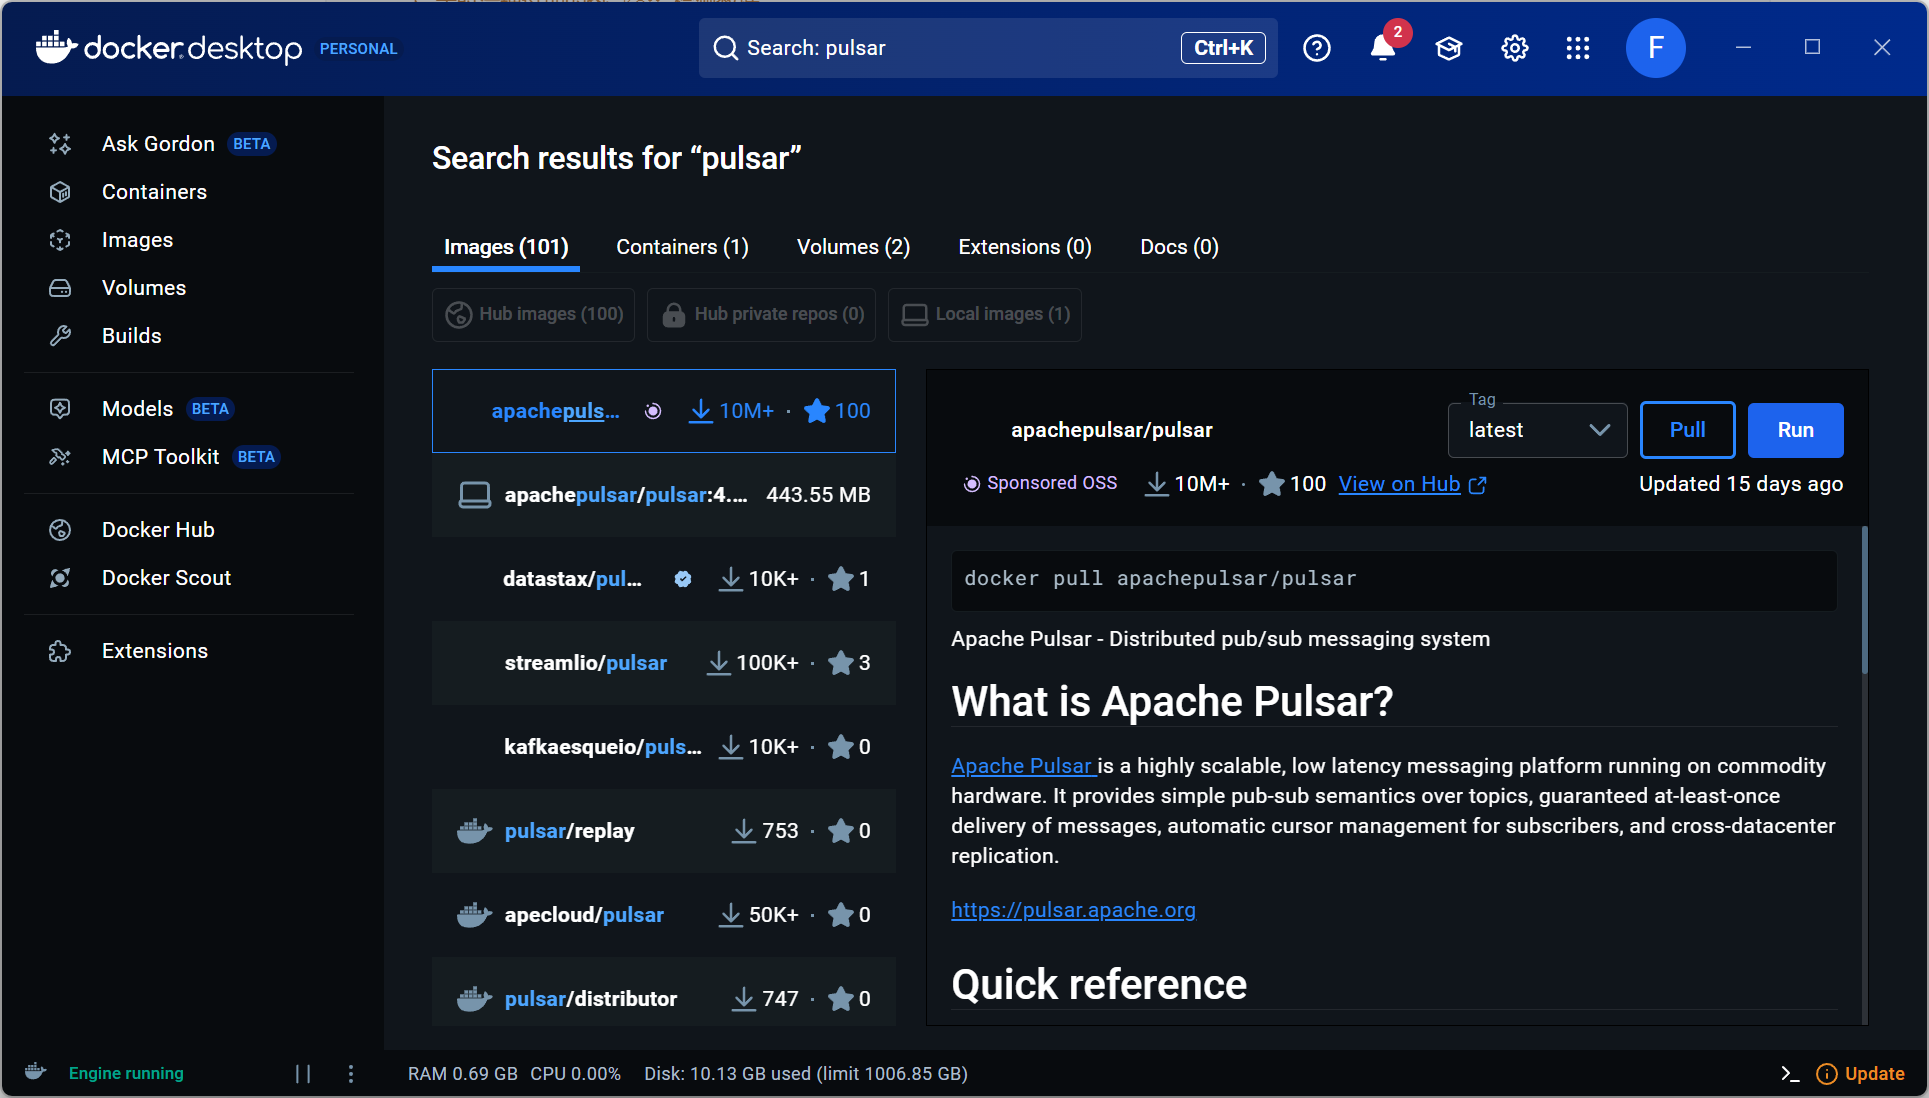 docker.desktop PERSONAL
Search: pulsar
Ctrl+K
2
F
Ask Gordon BETA
Containers
Images
Volumes
Builds
Models BETA
MCP Toolkit BETA
Docker Hub
Docker Scout
Extensions
Search results for “pulsar”
Images (101) Containers (1) Volumes (2) Extensions (0) Docs (0)
Hub images (100) Hub private repos (0) Local images (1)
apachepuls... 10M+ · 100
apachepulsar/pulsar:4.... 443.55 MB
datastax/pul... 10K+ · 1
streamlio/pulsar 100K+ · 3
kafkaesqueio/puls... 10K+ · 0
pulsar/replay 753 · 0
apecloud/pulsar 50K+ · 0
pulsar/distributor 747 · 0
apachepulsar/pulsar
Tag
latest
Pull
Run
Sponsored OSS 10M+ · 100 View on Hub
Updated 15 days ago
docker pull apachepulsar/pulsar
Apache Pulsar - Distributed pub/sub messaging system
What is Apache Pulsar?
Apache Pulsar is a highly scalable, low latency messaging platform running on commodity
hardware. It provides simple pub-sub semantics over topics, guaranteed at-least-once
delivery of messages, automatic cursor management for subscribers, and cross-datacenter
replication.
https://pulsar.apache.org
Quick reference
Engine running
RAM 0.69 GB CPU 0.00% Disk: 10.13 GB used (limit 1006.85 GB)
Update